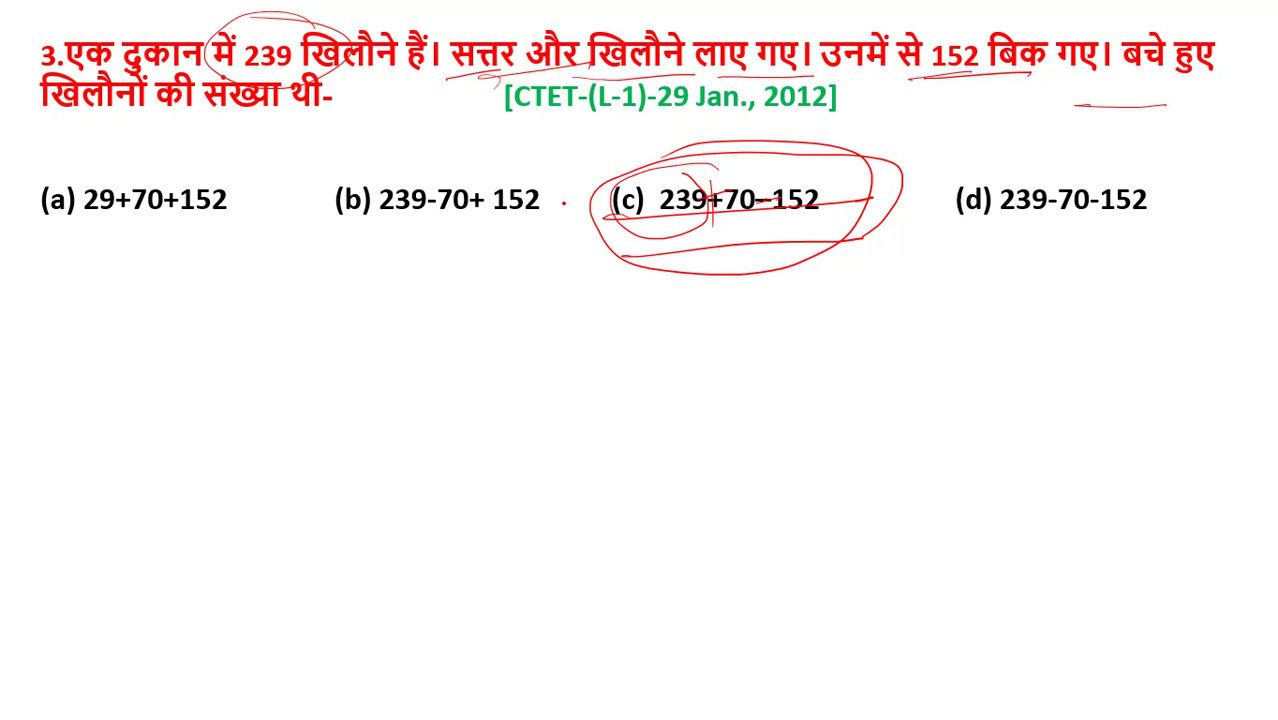 3.एक दुकान में 239 खिलौने हैं। सत्तर और खिलौने लाए गए। उनमें से 152 बिक गए। बचे हुए
खिलौनों की संख्या थी- [CTET-(L-1)-29 Jan., 2012]
(a) 29+70+152 (b) 239-70+ 152 (c) 239+70–152 (d) 239-70-152